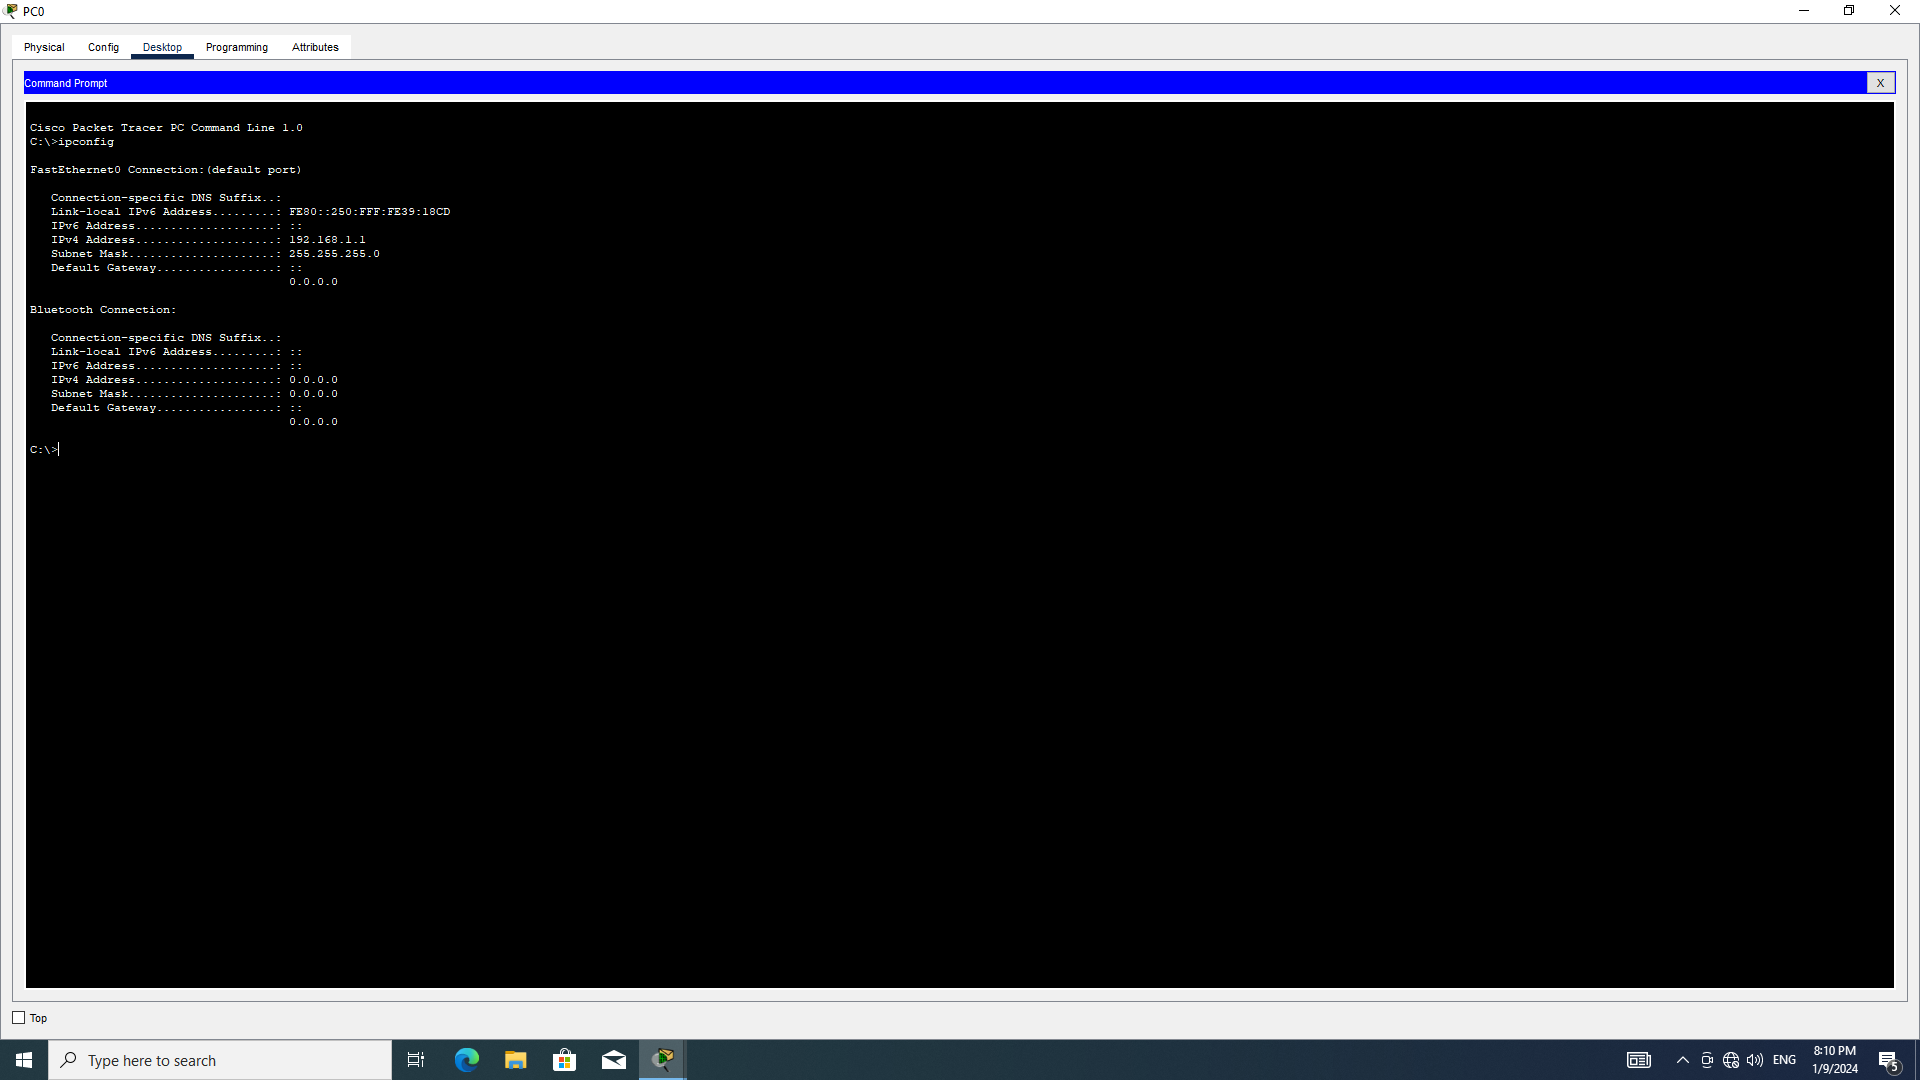 PC0
Physical Config Desktop Programming Attributes
Command Prompt X
Cisco Packet Tracer PC Command Line 1.0
C:\>ipconfig
FastEthernet0 Connection:(default port)
Connection-specific DNS Suffix..:
Link-local IPv6 Address.........: FE80::250:FFF:FE39:18CD
IPv6 Address....................: ::
IPv4 Address....................: 192.168.1.1
Subnet Mask.....................: 255.255.255.0
Default Gateway.................: ::
0.0.0.0
Bluetooth Connection:
Connection-specific DNS Suffix..:
Link-local IPv6 Address.........: ::
IPv6 Address....................: ::
IPv4 Address....................: 0.0.0.0
Subnet Mask.....................: 0.0.0.0
Default Gateway.................: ::
0.0.0.0
C:\>
Top
Type here to search
ENG
8:10 PM
1/9/2024
5